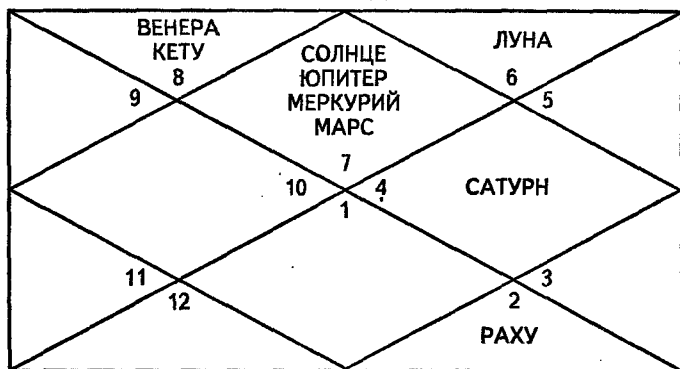 ВЕНЕРА
КЕТУ
8
9
СОЛНЦЕ
ЮПИТЕР
МЕРКУРИЙ
МАРС
7
ЛУНА
6
5
10
4
1
САТУРН
11
12
3
2
РАХУ